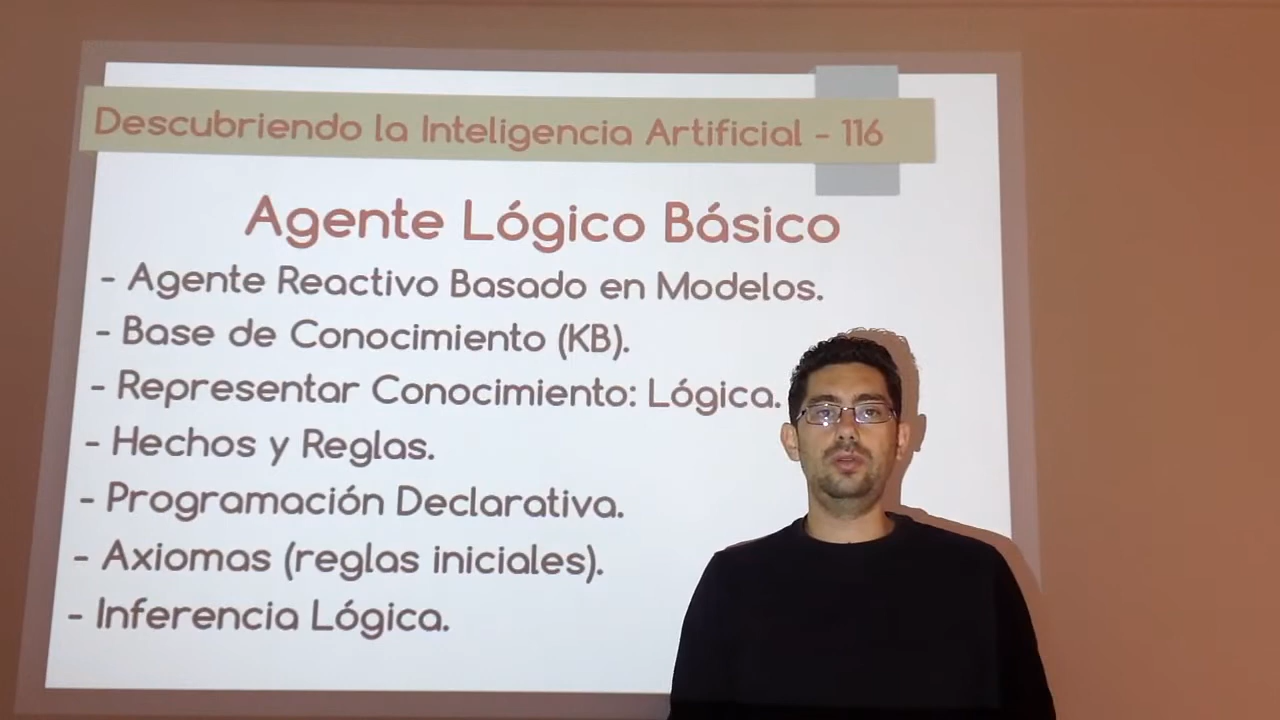 Descubriendo la Inteligencia Artificial - 116
Agente Lógico Básico
- Agente Reactivo Basado en Modelos.
- Base de Conocimiento (KB).
- Representar Conocimiento: Lógica.
- Hechos y Reglas.
- Programación Declarativa.
- Axiomas (reglas iniciales).
- Inferencia Lógica.